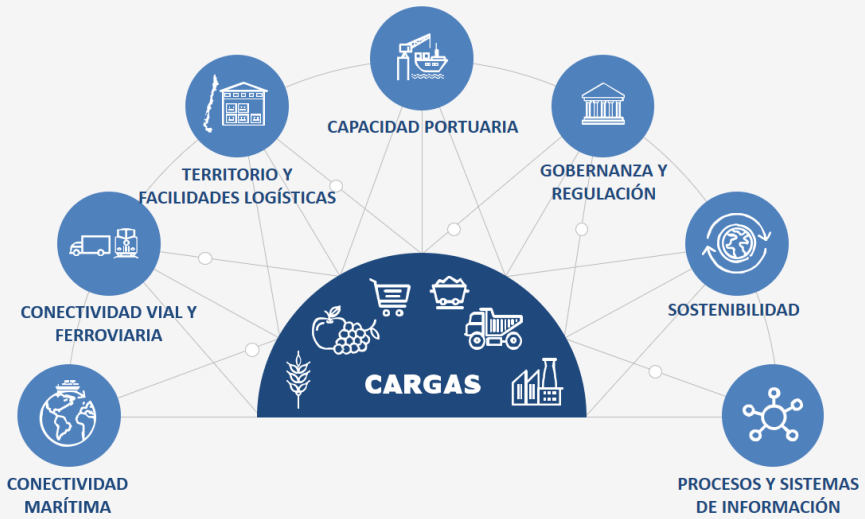 CAPACIDAD PORTUARIA
TERRITORIO Y
FACILIDADES LOGÍSTICAS
GOBERNANZA Y
REGULACIÓN
CONECTIVIDAD VIAL Y
FERROVIARIA
SOSTENIBILIDAD
CARGAS
CONECTIVIDAD
MARÍTIMA
PROCESOS Y SISTEMAS
DE INFORMACIÓN